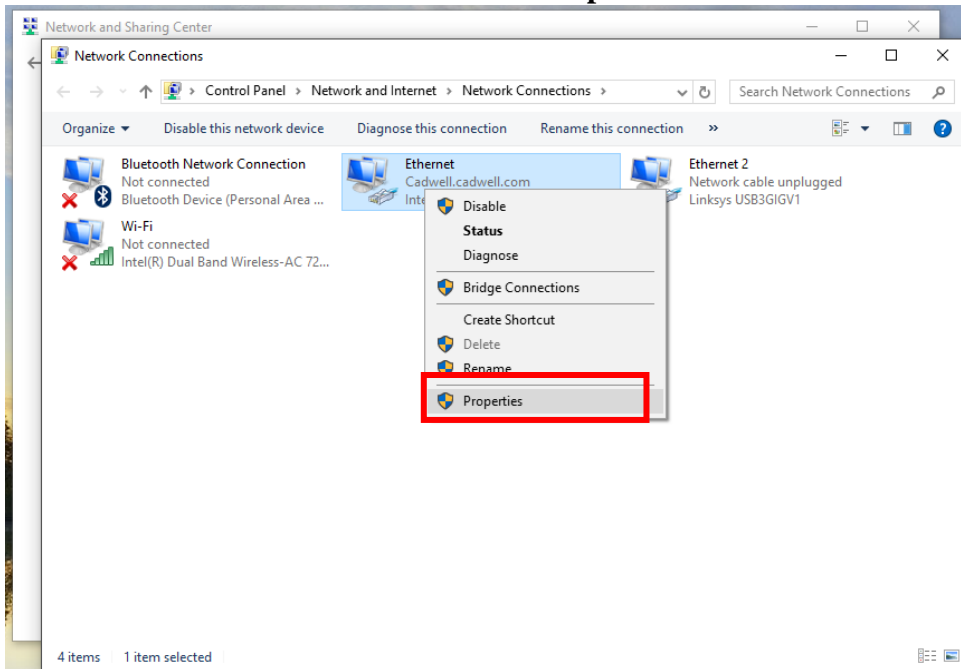 Network and Sharing Center
Network Connections
Control Panel > Network and Internet > Network Connections >
Search Network Connections
Organize
Disable this network device
Diagnose this connection
Rename this connection
»
Bluetooth Network Connection
Not connected
Bluetooth Device (Personal Area ...
Ethernet
Cadwell.cadwell.com
Ethernet 2
Network cable unplugged
Linksys USB3GIGV1
Wi-Fi
Not connected
Intel(R) Dual Band Wireless-AC 72...
Disable
Status
Diagnose
Bridge Connections
Create Shortcut
Delete
Rename
Properties
4 items
1 item selected